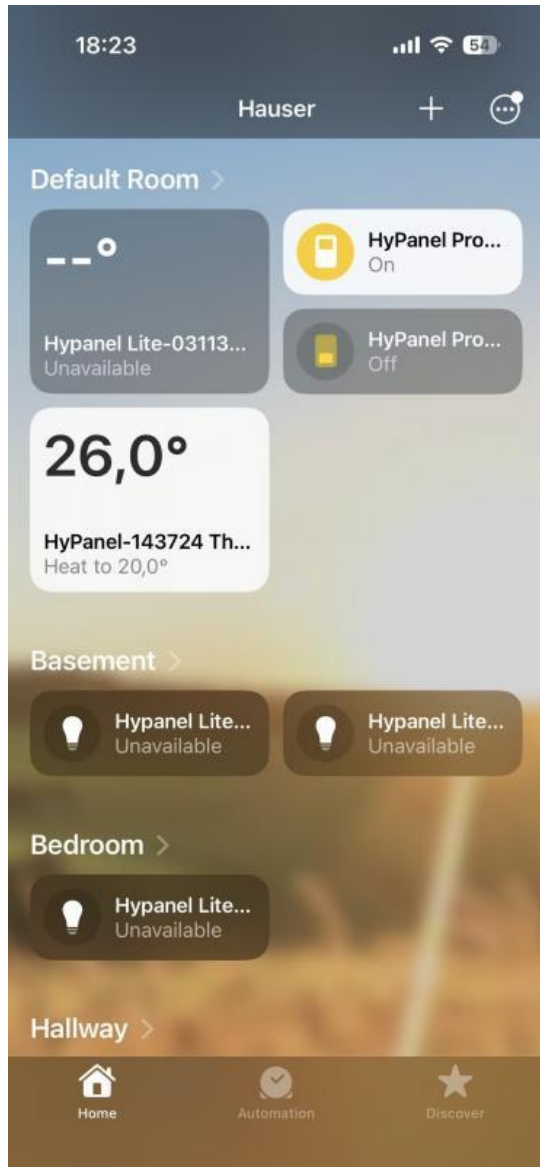 18:23
54
Hauser
Default Room
--°
Hypanel Lite-03113...
Unavailable
HyPanel Pro...
On
HyPanel Pro...
Off
26,0°
HyPanel-143724 Th...
Heat to 20,0°
Basement
Hypanel Lite...
Unavailable
Hypanel Lite...
Unavailable
Bedroom
Hypanel Lite...
Unavailable
Hallway
Home
Automation
Discover